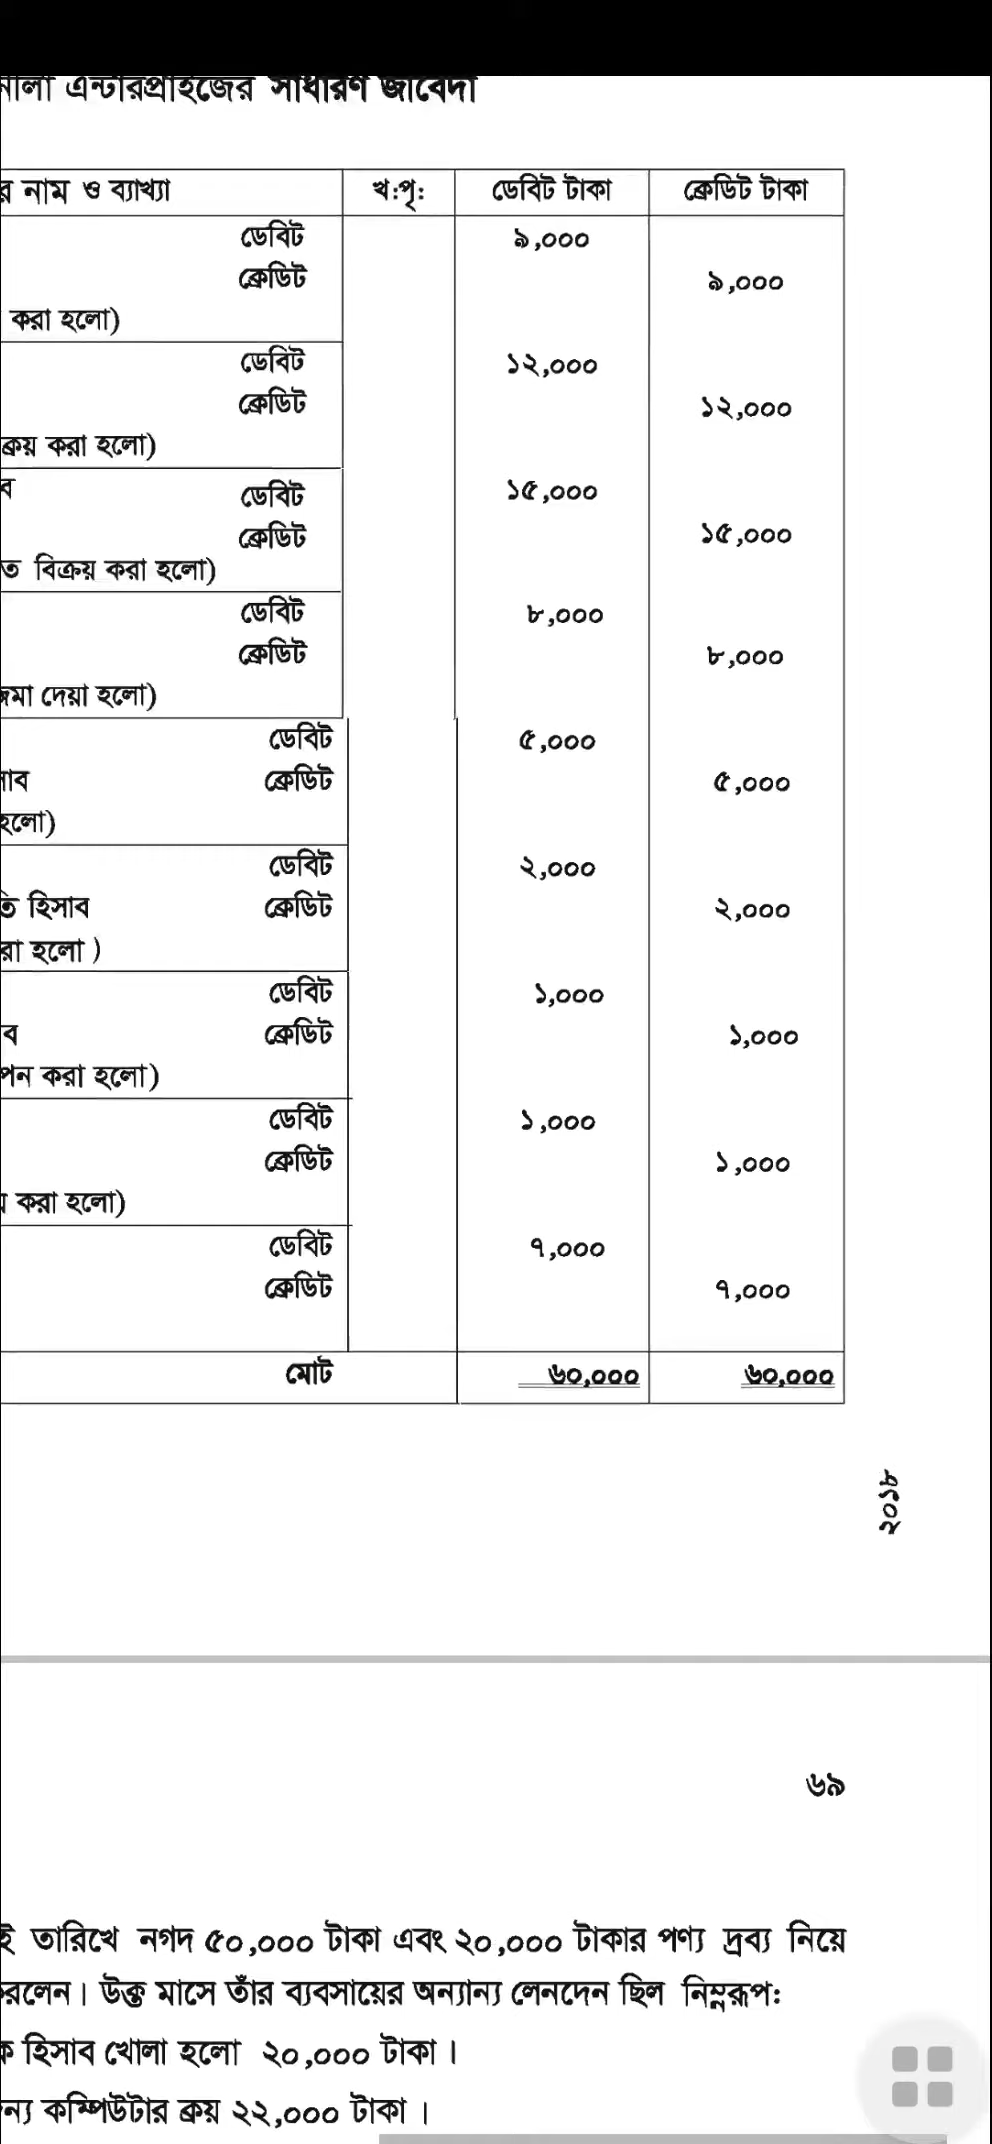 এন্টারপ্রাইজের সাধারণ জাবেদা
নাম ও ব্যাখ্যা খ:পৃ: ডেবিট টাকা ক্রেডিট টাকা
ডেবিট ৯,০০০
ক্রেডিট ৯,০০০
করা হলো)
ডেবিট ১২,০০০
ক্রেডিট ১২,০০০
ক্রয় করা হলো)
ব ডেবিট ১৫,০০০
ক্রেডিট ১৫,০০০
ত বিক্রয় করা হলো)
ডেবিট ৮,০০০
ক্রেডিট ৮,০০০
জমা দেয়া হলো)
ডেবিট ৫,০০০
াব ক্রেডিট ৫,০০০
হলো)
ডেবিট ২,০০০
তি হিসাব ক্রেডিট ২,০০০
রা হলো )
ডেবিট ১,০০০
ব ক্রেডিট ১,০০০
পন করা হলো)
ডেবিট ১,০০০
ক্রেডিট ১,০০০
য় করা হলো)
ডেবিট ৭,০০০
ক্রেডিট ৭,০০০
মোট ৬০,০০০ ৬০,০০০
২০১৮
৬৯
ই তারিখে নগদ ৫০,০০০ টাকা এবং ২০,০০০ টাকার পণ্য দ্রব্য নিয়ে
করলেন। উক্ত মাসে তাঁর ব্যবসায়ের অন্যান্য লেনদেন ছিল নিম্নরূপ:
ক হিসাব খোলা হলো ২০,০০০ টাকা।
ন্য কম্পিউটার ক্রয় ২২,০০০ টাকা।